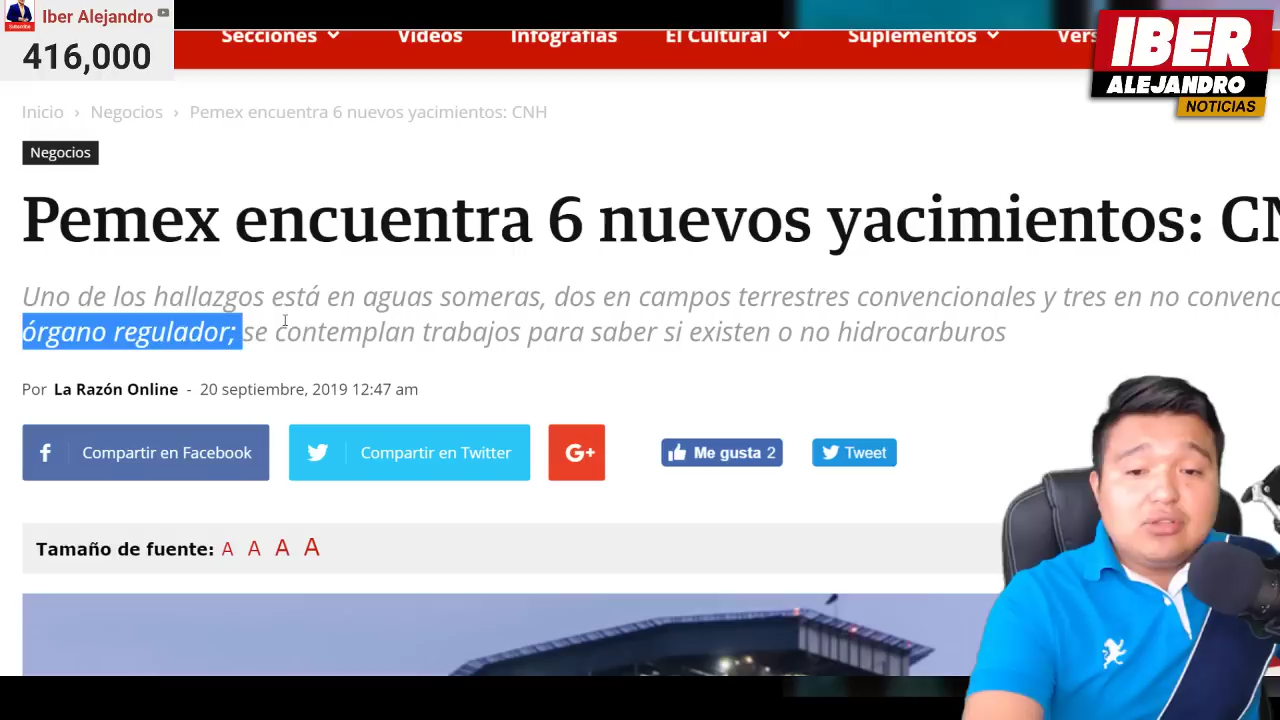 Iber Alejandro
Subscribe
416,000
Secciones
Videos
Infografías
El Cultural
Suplementos
IBER
ALEJANDRO
NOTICIAS
Inicio › Negocios › Pemex encuentra 6 nuevos yacimientos: CNH
Negocios
Pemex encuentra 6 nuevos yacimientos:
Uno de los hallazgos está en aguas someras, dos en campos terrestres convencionales y tres en no
órgano regulador; se contemplan trabajos para saber si existen o no hidrocarburos
Por La Razón Online - 20 septiembre, 2019 12:47 am
f Compartir en Facebook
Compartir en Twitter
G+
Me gusta 2
Tweet
Tamaño de fuente: A A A A